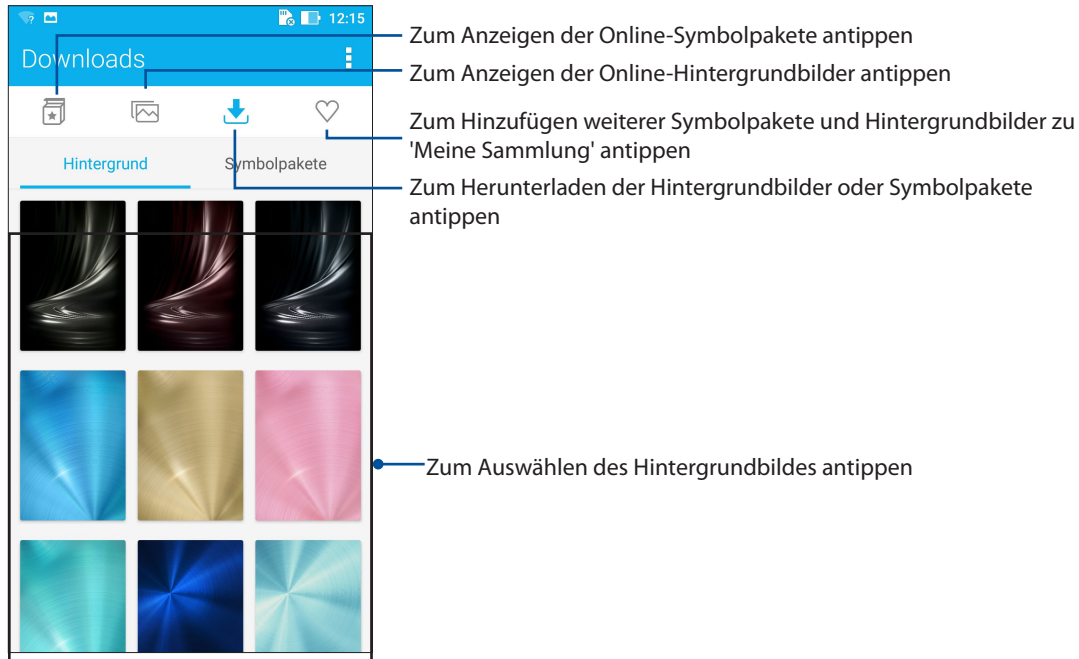 12:15
Downloads
Hintergrund
Symbolpakete
Zum Anzeigen der Online-Symbolpakete antippen
Zum Anzeigen der Online-Hintergrundbilder antippen
Zum Hinzufügen weiterer Symbolpakete und Hintergrundbilder zu
'Meine Sammlung' antippen
Zum Herunterladen der Hintergrundbilder oder Symbolpakete
antippen
Zum Auswählen des Hintergrundbildes antippen